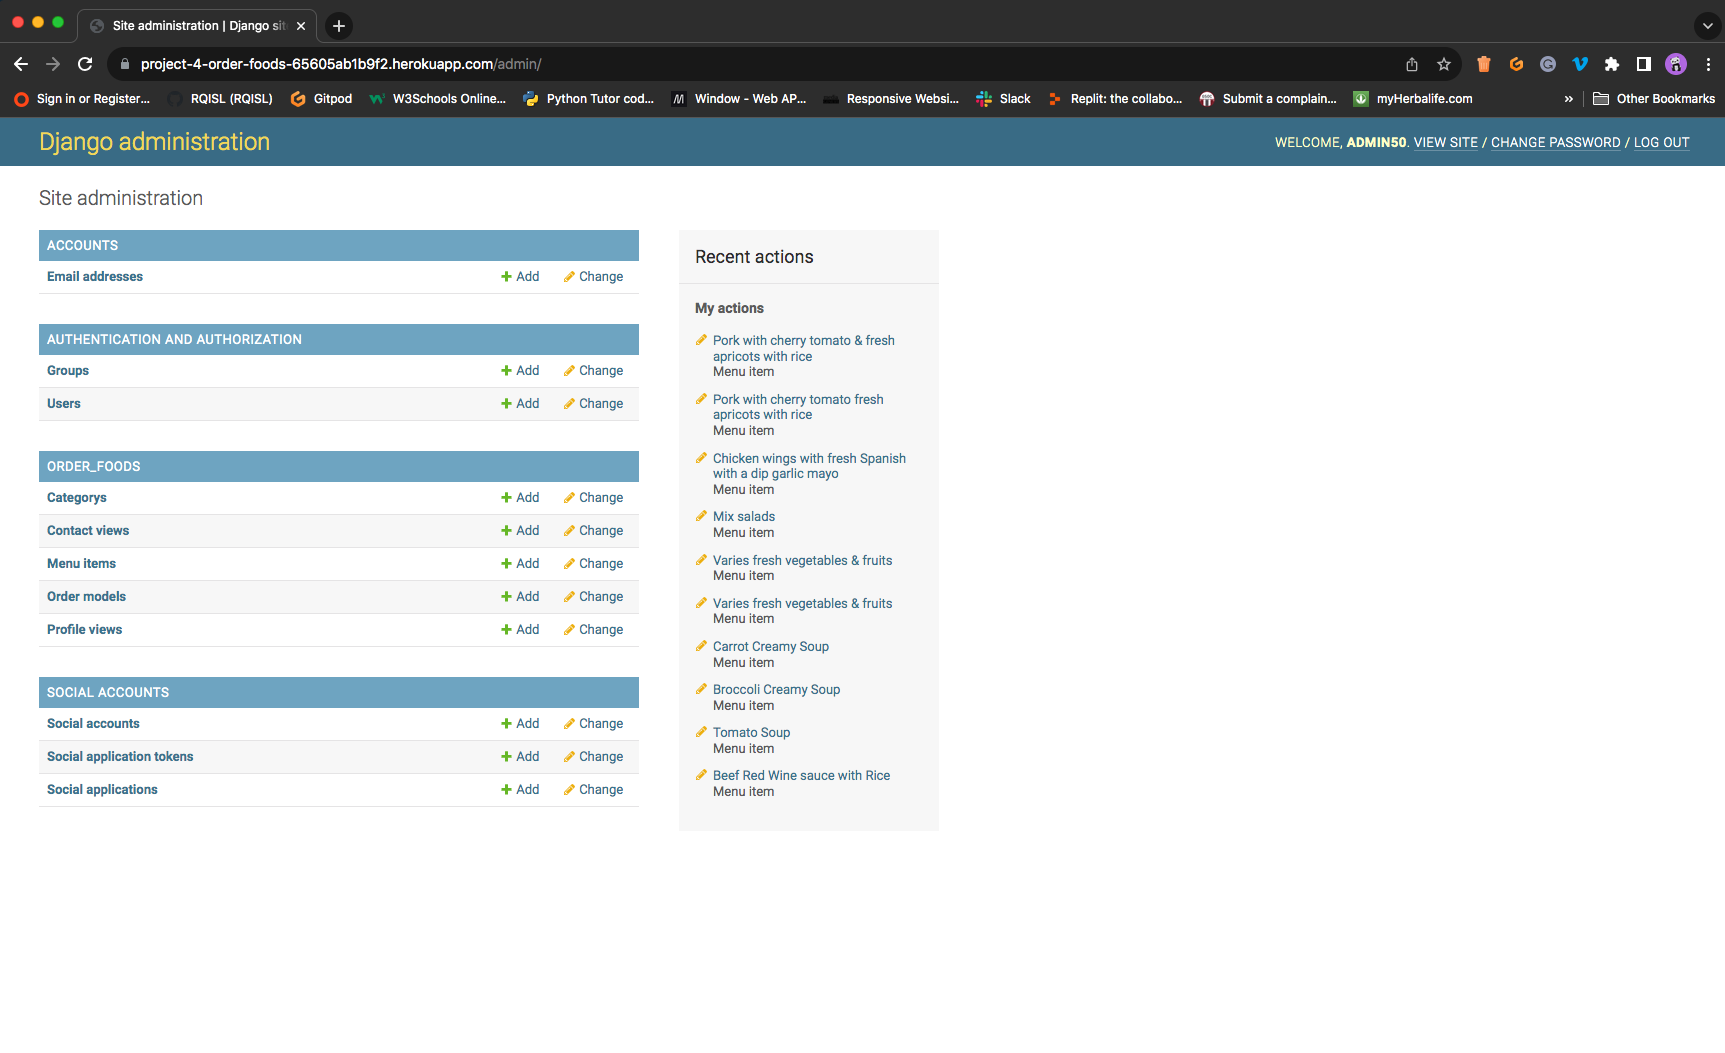 Site administration | Django sit
project-4-order-foods-65605ab1b9f2.herokuapp.com/admin/
Sign in or Register... RQISL (RQISL) Gitpod W3Schools Online... Python Tutor cod... Window - Web AP... Responsive Websi... Slack Replit: the collabo... Submit a complain... myHerbalife.com » Other Bookmarks
Django administration
WELCOME, ADMIN50. VIEW SITE / CHANGE PASSWORD / LOG OUT
Site administration
ACCOUNTS
Email addresses Add Change
AUTHENTICATION AND AUTHORIZATION
Groups Add Change
Users Add Change
ORDER_FOODS
Categorys Add Change
Contact views Add Change
Menu items Add Change
Order models Add Change
Profile views Add Change
SOCIAL ACCOUNTS
Social accounts Add Change
Social application tokens Add Change
Social applications Add Change
Recent actions
My actions
Pork with cherry tomato & fresh
apricots with rice
Menu item
Pork with cherry tomato fresh
apricots with rice
Menu item
Chicken wings with fresh Spanish
with a dip garlic mayo
Menu item
Mix salads
Menu item
Varies fresh vegetables & fruits
Menu item
Varies fresh vegetables & fruits
Menu item
Carrot Creamy Soup
Menu item
Broccoli Creamy Soup
Menu item
Tomato Soup
Menu item
Beef Red Wine sauce with Rice
Menu item